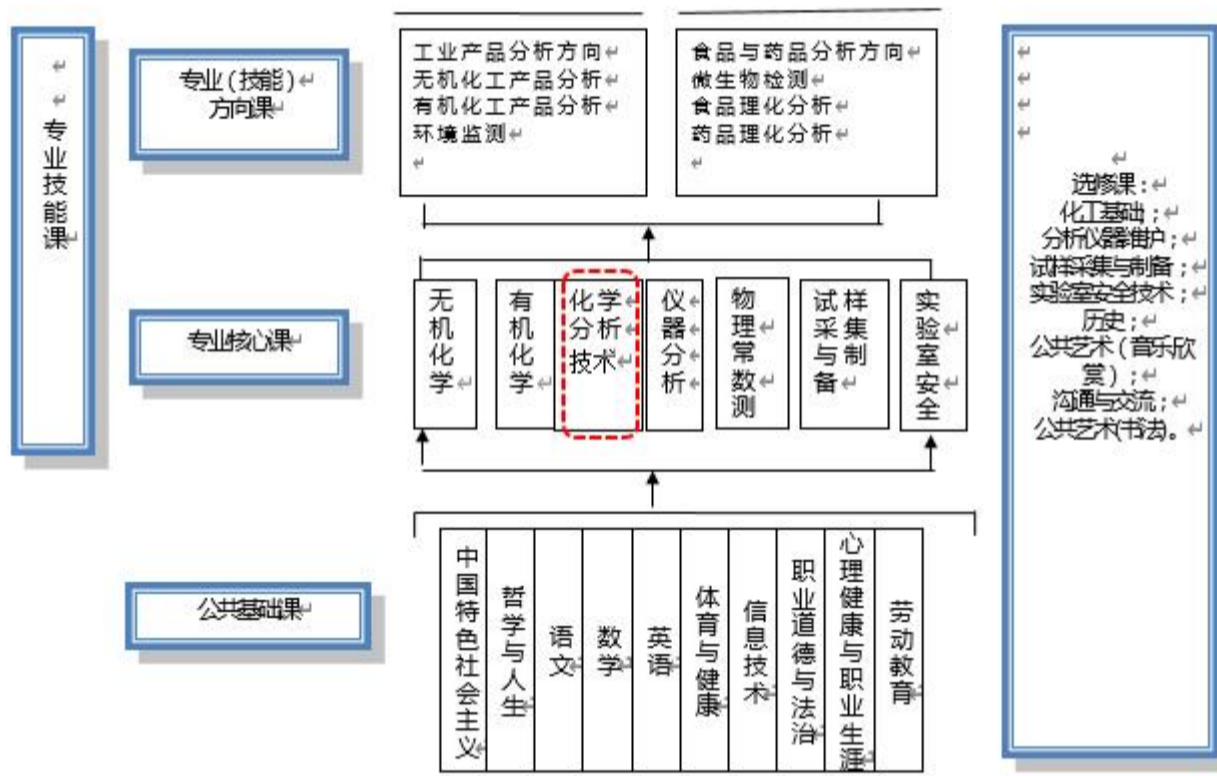 专业技能课
专业（技能）
方向课
工业产品分析方向
无机化工产品分析
有机化工产品分析
环境监测
食品与药品分析方向
微生物检测
食品理化分析
药品理化分析
专业核心课
无机化学
有机化学
化学
分析
技术
仪器分析
物理常数测
试样
采集
与制
备
实验室安全
公共基础课
中国特色社会主义
哲学与人生
语文
数学
英语
体育与健康
信息技术
职业道德与法治
心理健康与职业生涯
劳动教育
选修课：
化工基础；
分析仪器维护；
试样采集与制备；
实验室安全技术；
历史；
公共艺术（音乐欣
赏）；
沟通与交流；
公共艺术(书法)。